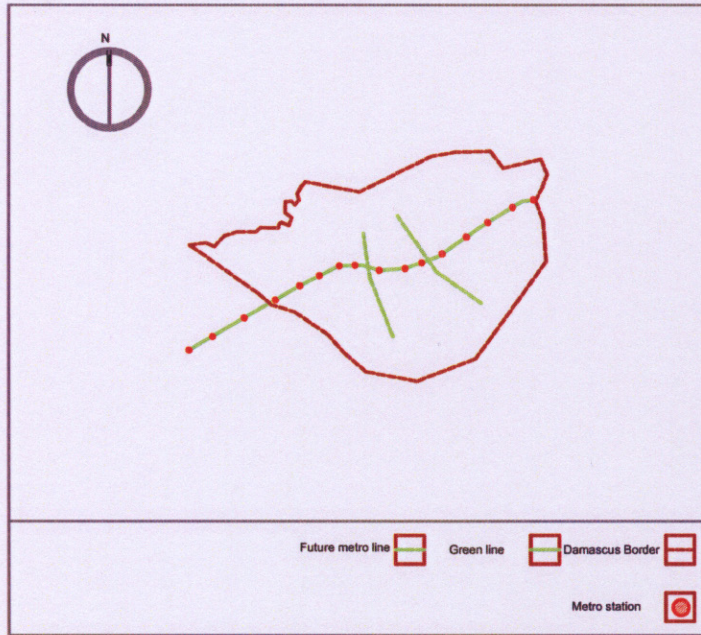 N
Future metro line
Green line
Damascus Border
Metro station